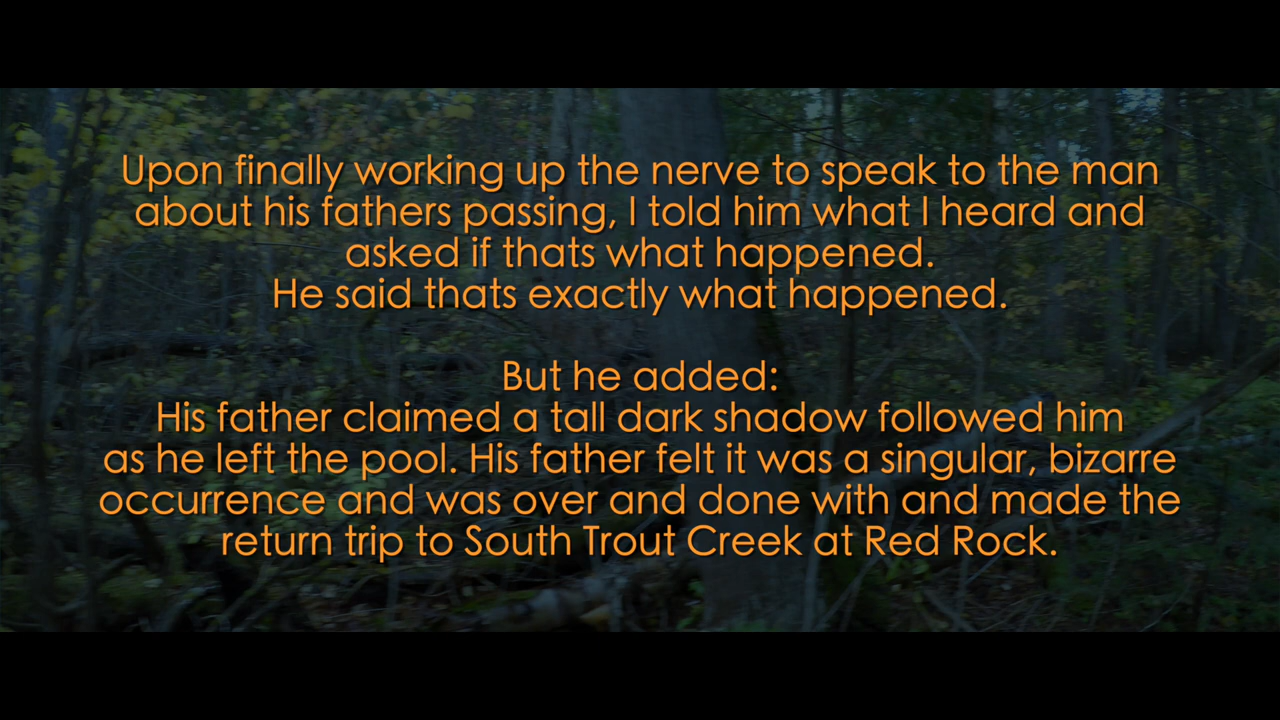 Upon finally working up the nerve to speak to the man
about his fathers passing, I told him what I heard and
asked if thats what happened.
He said thats exactly what happened.
But he added:
His father claimed a tall dark shadow followed him
as he left the pool. His father felt it was a singular, bizarre
occurrence and was over and done with and made the
return trip to South Trout Creek at Red Rock.